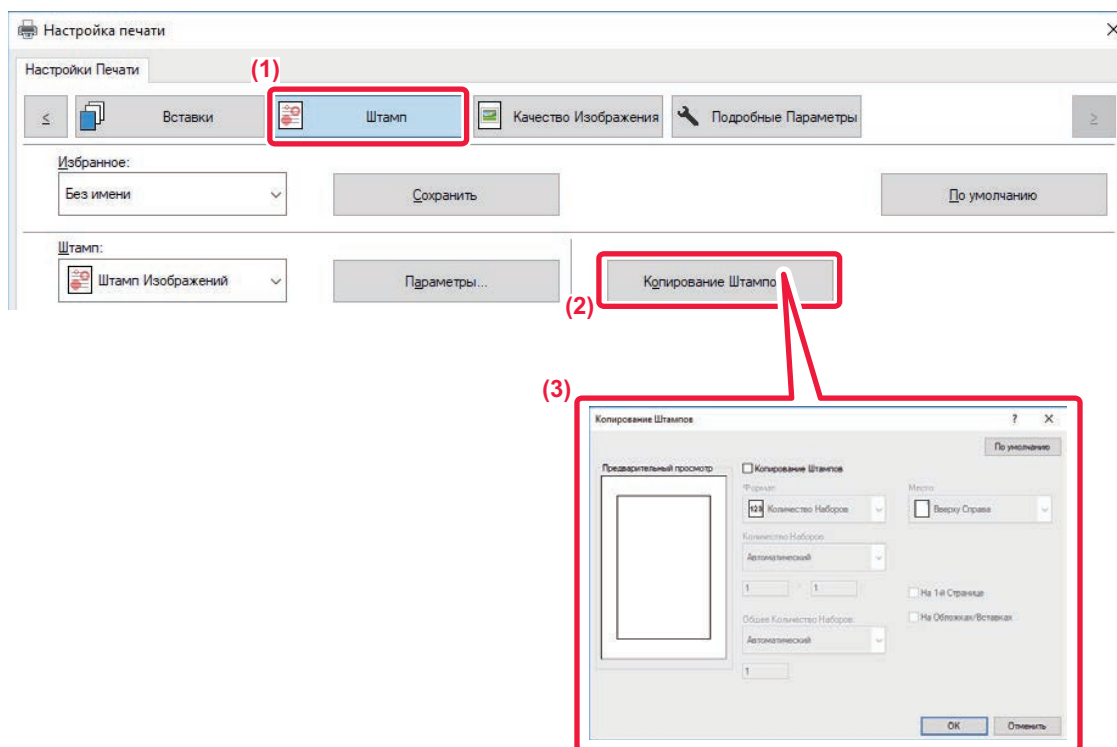 Настройка печати
Настройки Печати
(1)
≤ Вставки Штамп Качество Изображения Подробные Параметры ≥
Избранное:
Без имени Сохранить По умолчанию
Штамп:
Штамп Изображений Параметры... Копирование Штампо
(2)
(3)
Копирование Штампов ? X
По умолчанию
Предварительный просмотр Копирование Штампов
Формат: Место:
123 Количество Наборов Вверху Справа
Количество Наборов:
Автоматический
1 - 1 На 1-й Странице
Общее Количество Наборов: На Обложках/Вставках
Автоматический
1
OK Отменить